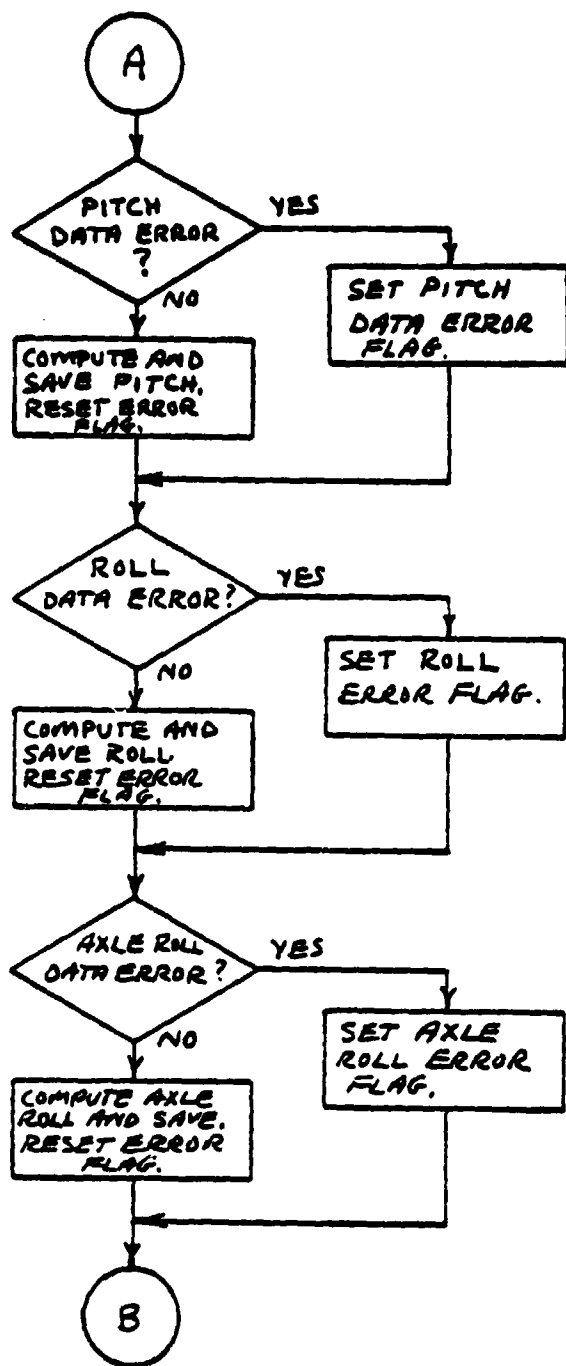 A
PITCH
DATA ERROR
?
YES
NO
SET PITCH
DATA ERROR
FLAG.
COMPUTE AND
SAVE PITCH.
RESET ERROR
FLAG.
ROLL
DATA ERROR?
YES
NO
SET ROLL
ERROR FLAG.
COMPUTE AND
SAVE ROLL
RESET ERROR
FLAG.
AXLE ROLL
DATA ERROR?
YES
NO
SET AXLE
ROLL ERROR
FLAG.
COMPUTE AXLE
ROLL AND SAVE.
RESET ERROR
FLAG.
B